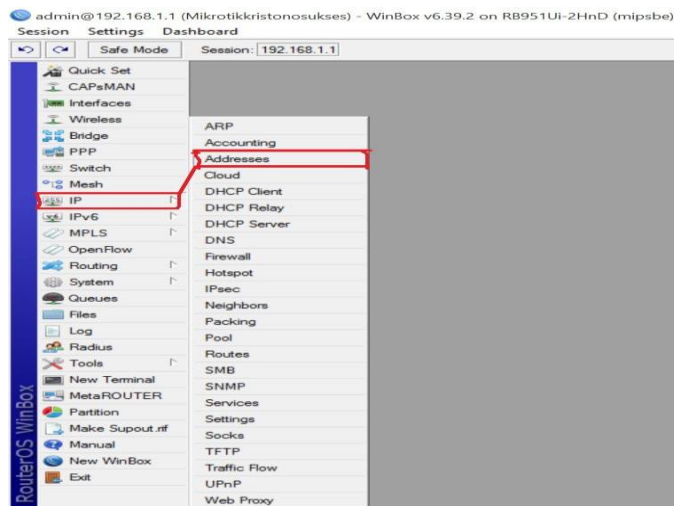 admin@192.168.1.1 (Mikrotikkristonosukses) - WinBox v6.39.2 on RB951Ui-2HnD (mipsbe)
Session Settings Dashboard
Safe Mode Session: 192.168.1.1
Quick Set
CAPsMAN
Interfaces
Wireless
Bridge
PPP
Switch
Mesh
IP
IPv6
MPLS
OpenFlow
Routing
System
Queues
Files
Log
Radius
Tools
New Terminal
MetaROUTER
Partition
Make Supout.rif
Manual
New WinBox
Exit
ARP
Accounting
Addresses
Cloud
DHCP Client
DHCP Relay
DHCP Server
DNS
Firewall
Hotspot
IPsec
Neighbors
Packing
Pool
Routes
SMB
SNMP
Services
Settings
Socks
TFTP
Traffic Flow
UPnP
Web Proxy
RouterOS WinBox